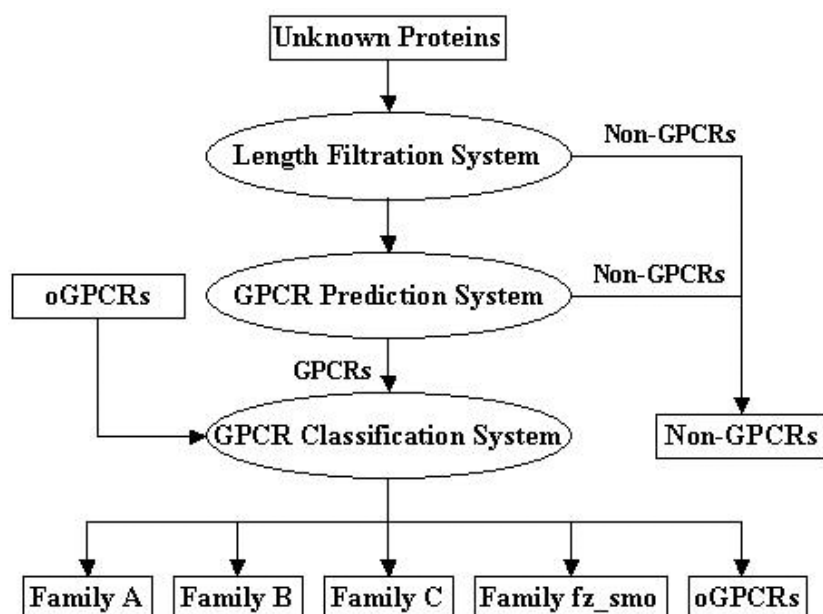 Unknown Proteins
Non-GPCRs
Length Filtration System
Non-GPCRs
oGPCRs
GPCR Prediction System
GPCRs
GPCR Classification System
Non-GPCRs
Family A
Family B
Family C
Family fz_smo
oGPCRs